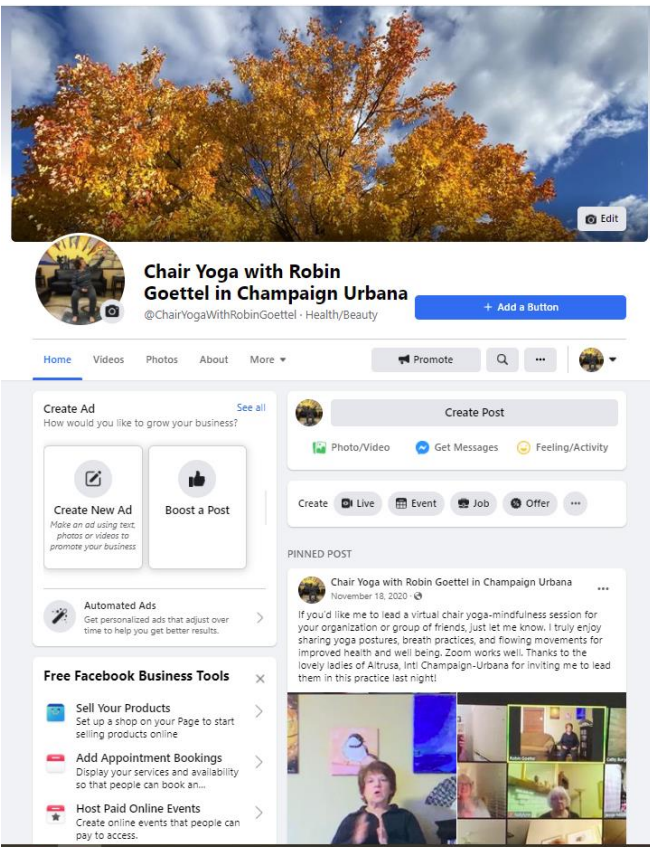 Edit
Chair Yoga with Robin
Goettel in Champaign Urbana
@ChairYogaWithRobinGoettel · Health/Beauty
+ Add a Button
Home
Videos
Photos
About
More
Promote
Create Ad
See all
How would you like to grow your business?
Create New Ad
Make an ad using text,
photos or videos to
promote your business
Boost a Post
Automated Ads
Get personalized ads that adjust over
time to help you get better results.
Free Facebook Business Tools
Sell Your Products
Set up a shop on your Page to start
selling products online
Add Appointment Bookings
Display your services and availability
so that people can book an...
Host Paid Online Events
Create online events that people can
pay to access.
Create Post
Photo/Video
Get Messages
Feeling/Activity
Create
Live
Event
Job
Offer
PINNED POST
Chair Yoga with Robin Goettel in Champaign Urbana
November 18, 2020 ·
If you'd like me to lead a virtual chair yoga-mindfulness session for
your organization or group of friends, just let me know. I truly enjoy
sharing yoga postures, breath practices, and flowing movements for
improved health and well being. Zoom works well. Thanks to the
lovely ladies of Altrusa, Intl Champaign-Urbana for inviting me to lead
them in this practice last night!
Robin Goettel